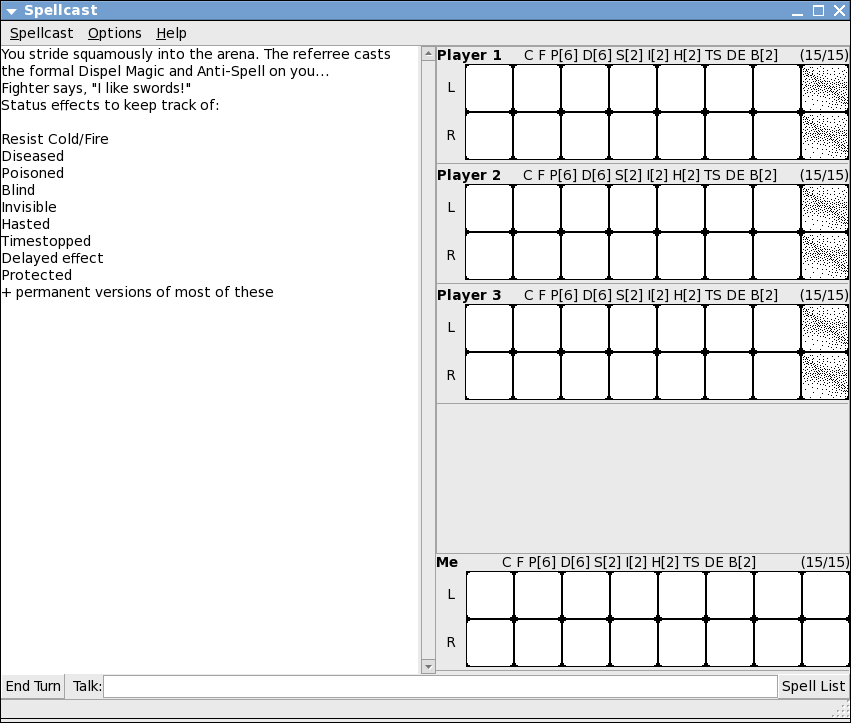 Spellcast
Spellcast Options Help
You stride squamously into the arena. The referree casts
the formal Dispel Magic and Anti-Spell on you...
Fighter says, "I like swords!"
Status effects to keep track of:
Resist Cold/Fire
Diseased
Poisoned
Blind
Invisible
Hasted
Timestopped
Delayed effect
Protected
+ permanent versions of most of these
Player 1 C F P[6] D[6] S[2] I[2] H[2] TS DE B[2] (15/15)
L
R
Player 2 C F P[6] D[6] S[2] I[2] H[2] TS DE B[2] (15/15)
L
R
Player 3 C F P[6] D[6] S[2] I[2] H[2] TS DE B[2] (15/15)
L
R
Me C F P[6] D[6] S[2] I[2] H[2] TS DE B[2] (15/15)
L
R
End Turn Talk: Spell List